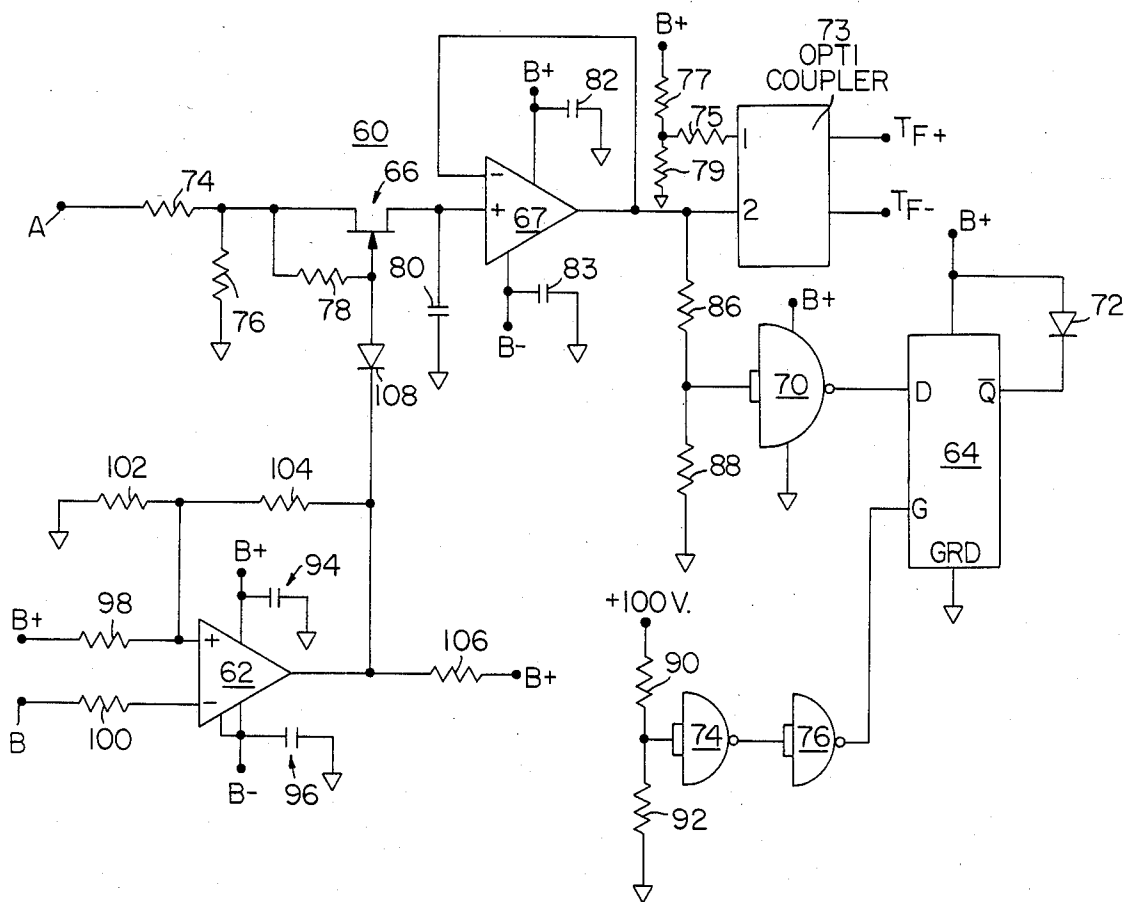 73
OPTI
COUPLER
B+
77
75
79
1
2
TF+
TF-
B+
82
60
66
74
A
76
78
80
-
+
67
83
B-
108
86
88
B+
70
B+
72
D
Q̅
64
G
GRD
102
104
B+
94
B+
98
+
62
-
B
100
B-
96
106
B+
+100V.
90
74
76
92